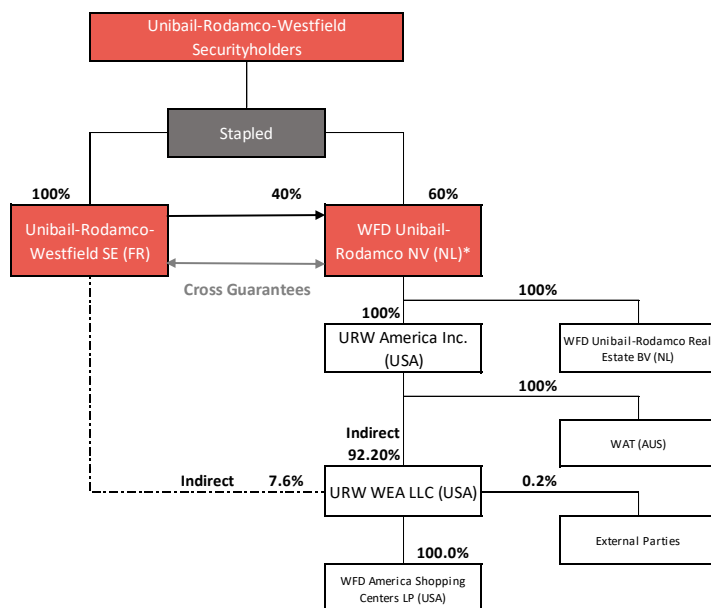 Unibail-Rodamco-Westfield
Securityholders
Stapled
100%
40%
60%
Unibail-Rodamco-
Westfield SE (FR)
WFD Unibail-
Rodamco NV (NL)*
Cross Guarantees
100%
100%
URW America Inc.
(USA)
WFD Unibail-Rodamco Real
Estate BV (NL)
100%
Indirect
92.20%
WAT (AUS)
Indirect 7.6%
URW WEA LLC (USA)
0.2%
External Parties
100.0%
WFD America Shopping
Centers LP (USA)